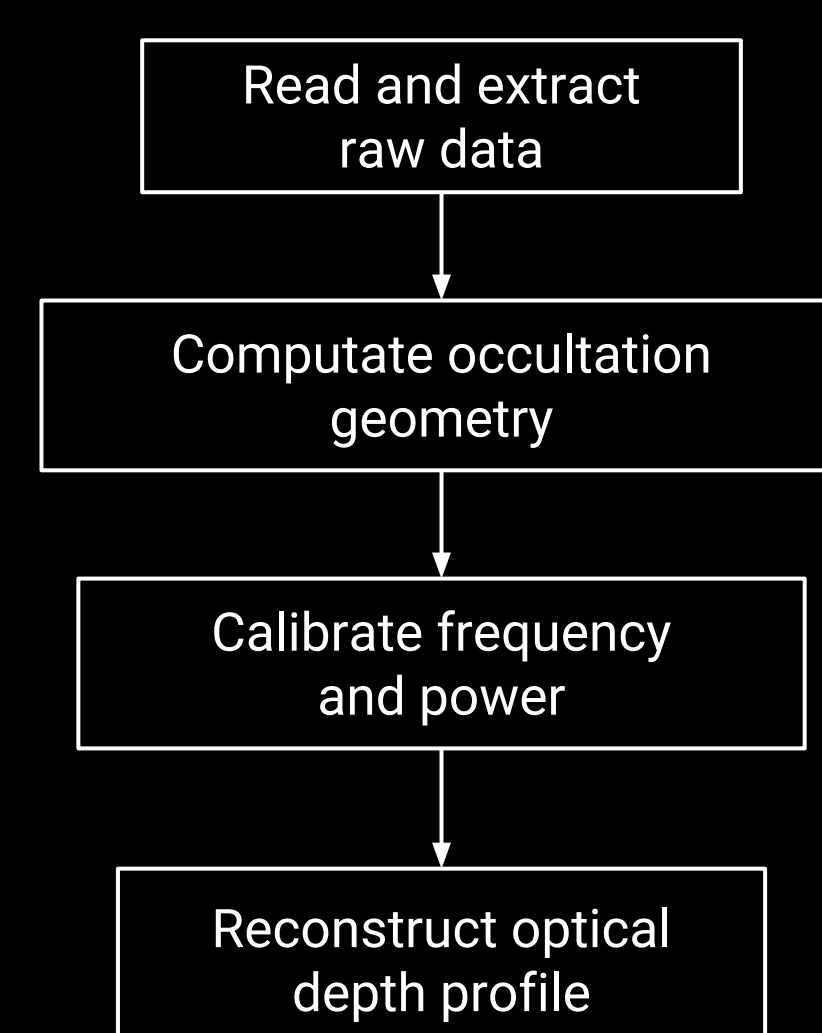 Read and extract
raw data
Computate occultation
geometry
Calibrate frequency
and power
Reconstruct optical
depth profile